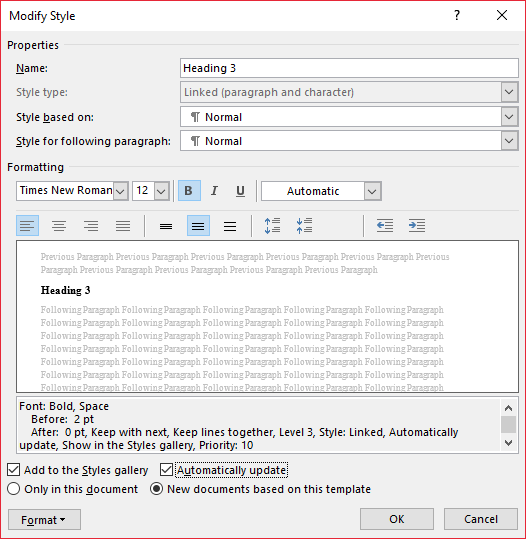 Modify Style ? ×
Properties
Name: Heading 3
Style type: Linked (paragraph and character)
Style based on: ¶ Normal
Style for following paragraph: ¶ Normal
Formatting
Times New Roman 12 B I U Automatic
Previous Paragraph Previous Paragraph Previous Paragraph Previous Paragraph Previous Paragraph
Paragraph Previous Paragraph Previous Paragraph Previous Paragraph Previous Paragraph
Heading 3
Following Paragraph Following Paragraph Following Paragraph Following Paragraph Following Paragraph
Following Paragraph Following Paragraph Following Paragraph Following Paragraph Following Paragraph
Following Paragraph Following Paragraph Following Paragraph Following Paragraph Following Paragraph
Following Paragraph Following Paragraph Following Paragraph Following Paragraph Following Paragraph
Following Paragraph Following Paragraph Following Paragraph Following Paragraph Following Paragraph
Following Paragraph Following Paragraph Following Paragraph Following Paragraph Following Paragraph
Following Paragraph Following Paragraph Following Paragraph Following Paragraph Following Paragraph
Font: Bold, Space
Before: 2 pt
After: 0 pt, Keep with next, Keep lines together, Level 3, Style: Linked, Automatically
update, Show in the Styles gallery, Priority: 10
Add to the Styles gallery Automatically update
Only in this document New documents based on this template
Format OK Cancel